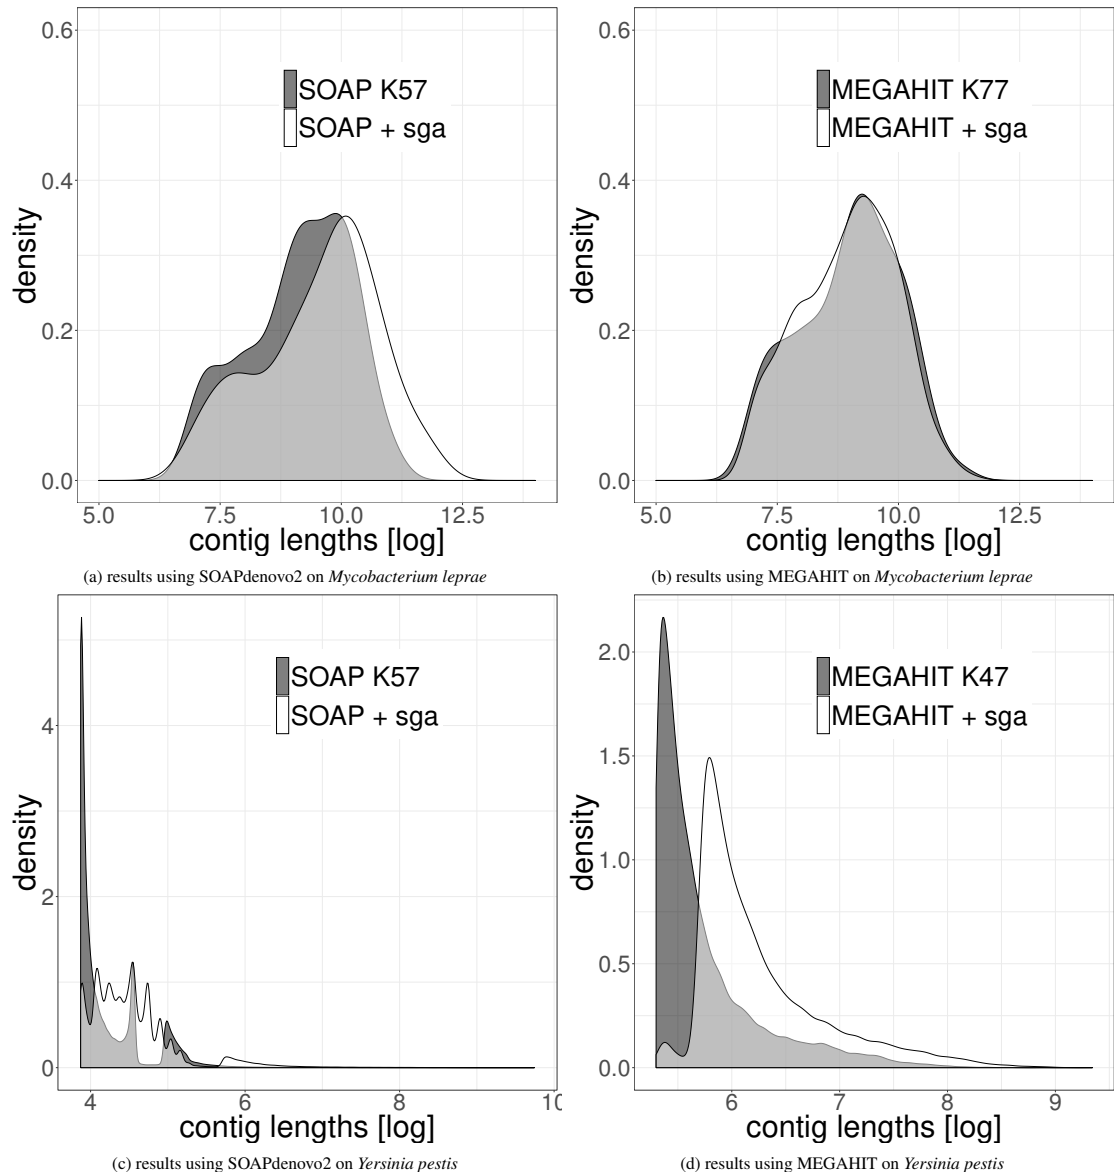 0.6
SOAP K57
SOAP + sga
0.4
density
0.2
0.0
5.0 7.5 10.0 12.5
contig lengths [log]
(a) results using SOAPdenovo2 on Mycobacterium leprae
0.6
MEGAHIT K77
MEGAHIT + sga
0.4
density
0.2
0.0
5.0 7.5 10.0 12.5
contig lengths [log]
(b) results using MEGAHIT on Mycobacterium leprae
SOAP K57
SOAP + sga
4
density
2
0
4 6 8 10
contig lengths [log]
(c) results using SOAPdenovo2 on Yersinia pestis
2.0
MEGAHIT K47
MEGAHIT + sga
1.5
density
1.0
0.5
0.0
6 7 8 9
contig lengths [log]
(d) results using MEGAHIT on Yersinia pestis